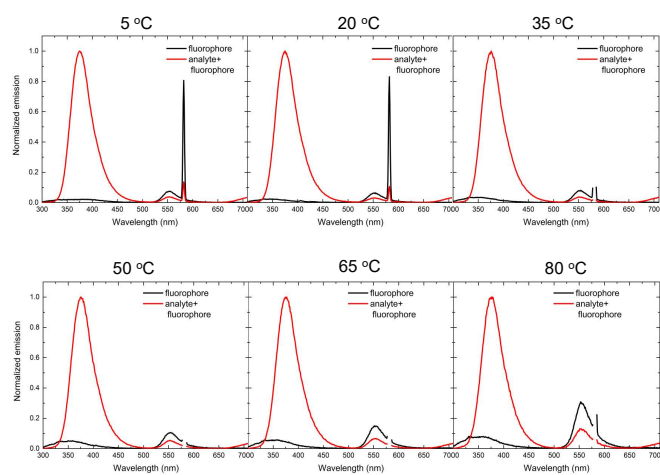 5 °C
20 °C
35 °C
Normalized emission
1.0
0.8
0.6
0.4
0.2
0.0
fluorophore
analyte+
fluorophore
fluorophore
analyte+
fluorophore
fluorophore
analyte+
fluorophore
300 350 400 450 500 550 600 650 700
300 350 400 450 500 550 600 650 700
300 350 400 450 500 550 600 650 700
Wavelength (nm)
Wavelength (nm)
Wavelength (nm)
50 °C
65 °C
80 °C
Normalized emission
1.0
0.8
0.6
0.4
0.2
0.0
fluorophore
analyte+
fluorophore
fluorophore
analyte+
fluorophore
fluorophore
analyte+
fluorophore
300 350 400 450 500 550 600 650 700
300 350 400 450 500 550 600 650 700
300 350 400 450 500 550 600 650 700
Wavelength (nm)
Wavelength (nm)
Wavelength (nm)